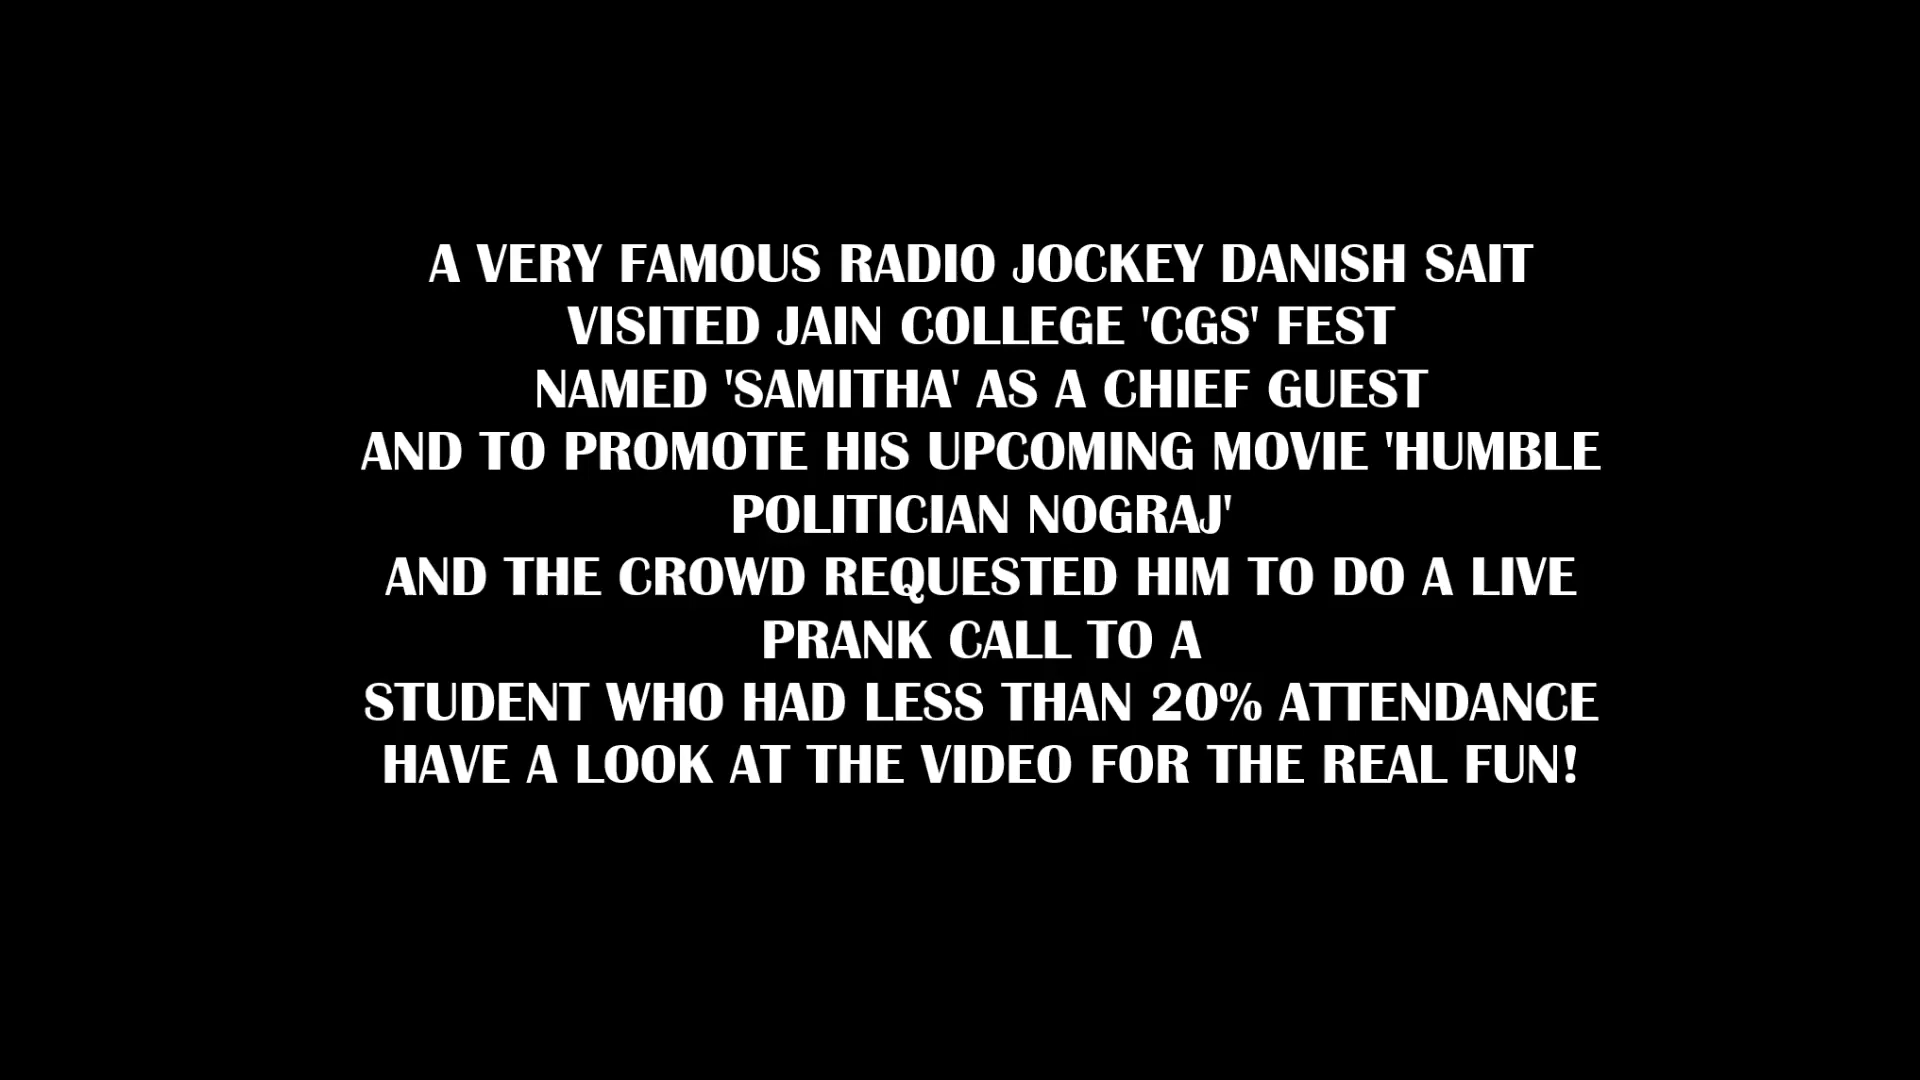 A VERY FAMOUS RADIO JOCKEY DANISH SAIT
VISITED JAIN COLLEGE 'CGS' FEST
NAMED 'SAMITHA' AS A CHIEF GUEST
AND TO PROMOTE HIS UPCOMING MOVIE 'HUMBLE
POLITICIAN NOGRAJ'
AND THE CROWD REQUESTED HIM TO DO A LIVE
PRANK CALL TO A
STUDENT WHO HAD LESS THAN 20% ATTENDANCE
HAVE A LOOK AT THE VIDEO FOR THE REAL FUN!